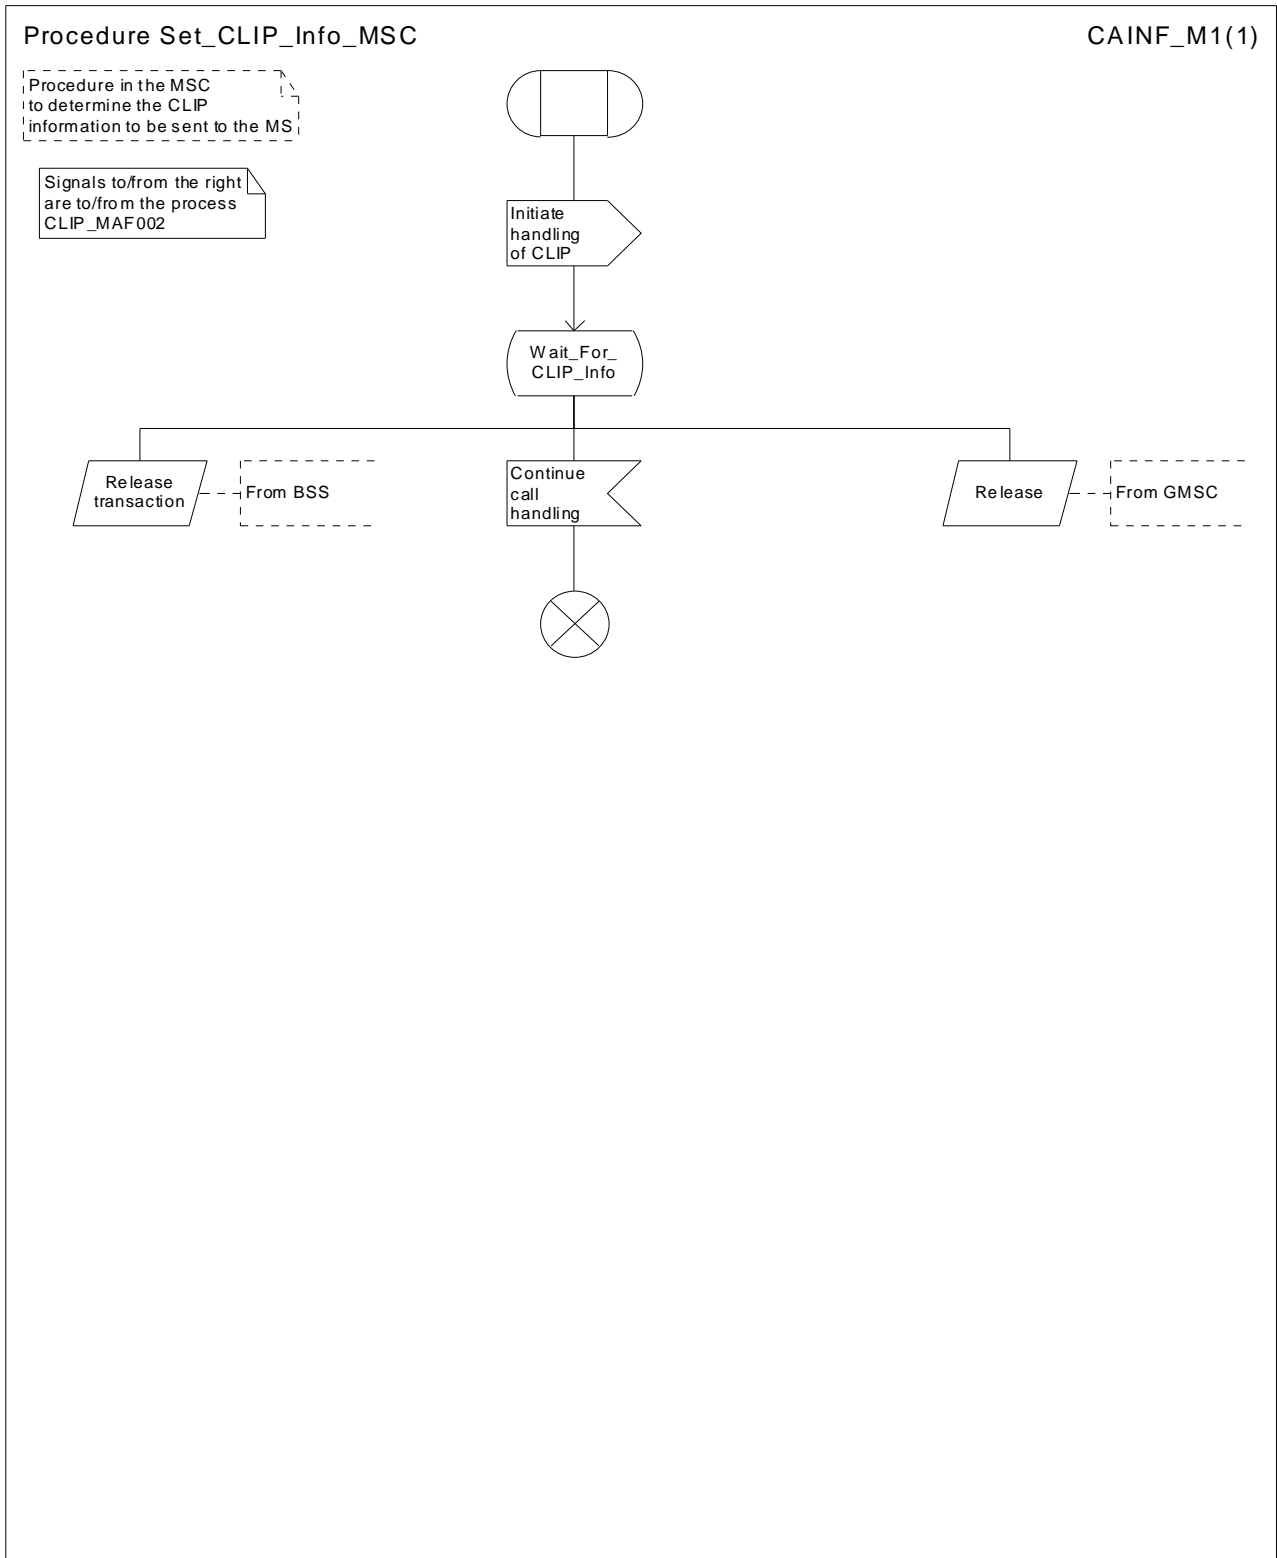 Procedure Set_CLIP_Info_MSC
CAINF_M1(1)
Procedure in the MSC
to determine the CLIP
information to be sent to the MS
Signals to/from the right
are to/from the process
CLIP_MAF002
Initiate
handling
of CLIP
Wait_For_
CLIP_Info
Release
transaction
From BSS
Continue
call
handling
Release
From GMSC